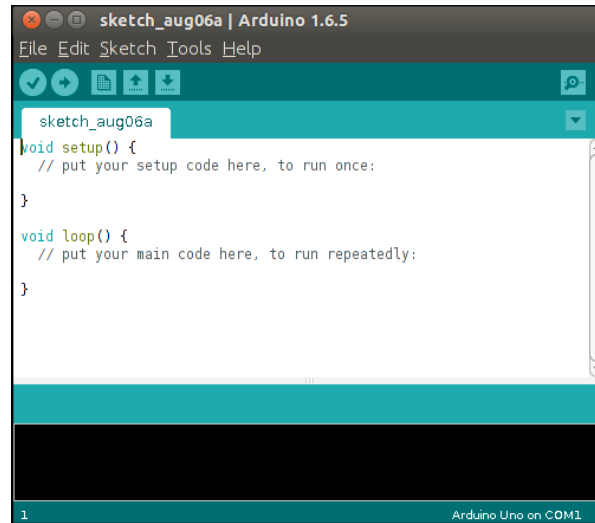 sketch_aug06a | Arduino 1.6.5
File Edit Sketch Tools Help
sketch_aug06a
void setup() {
  // put your setup code here, to run once:
}
void loop() {
  // put your main code here, to run repeatedly:
}
1 Arduino Uno on COM1